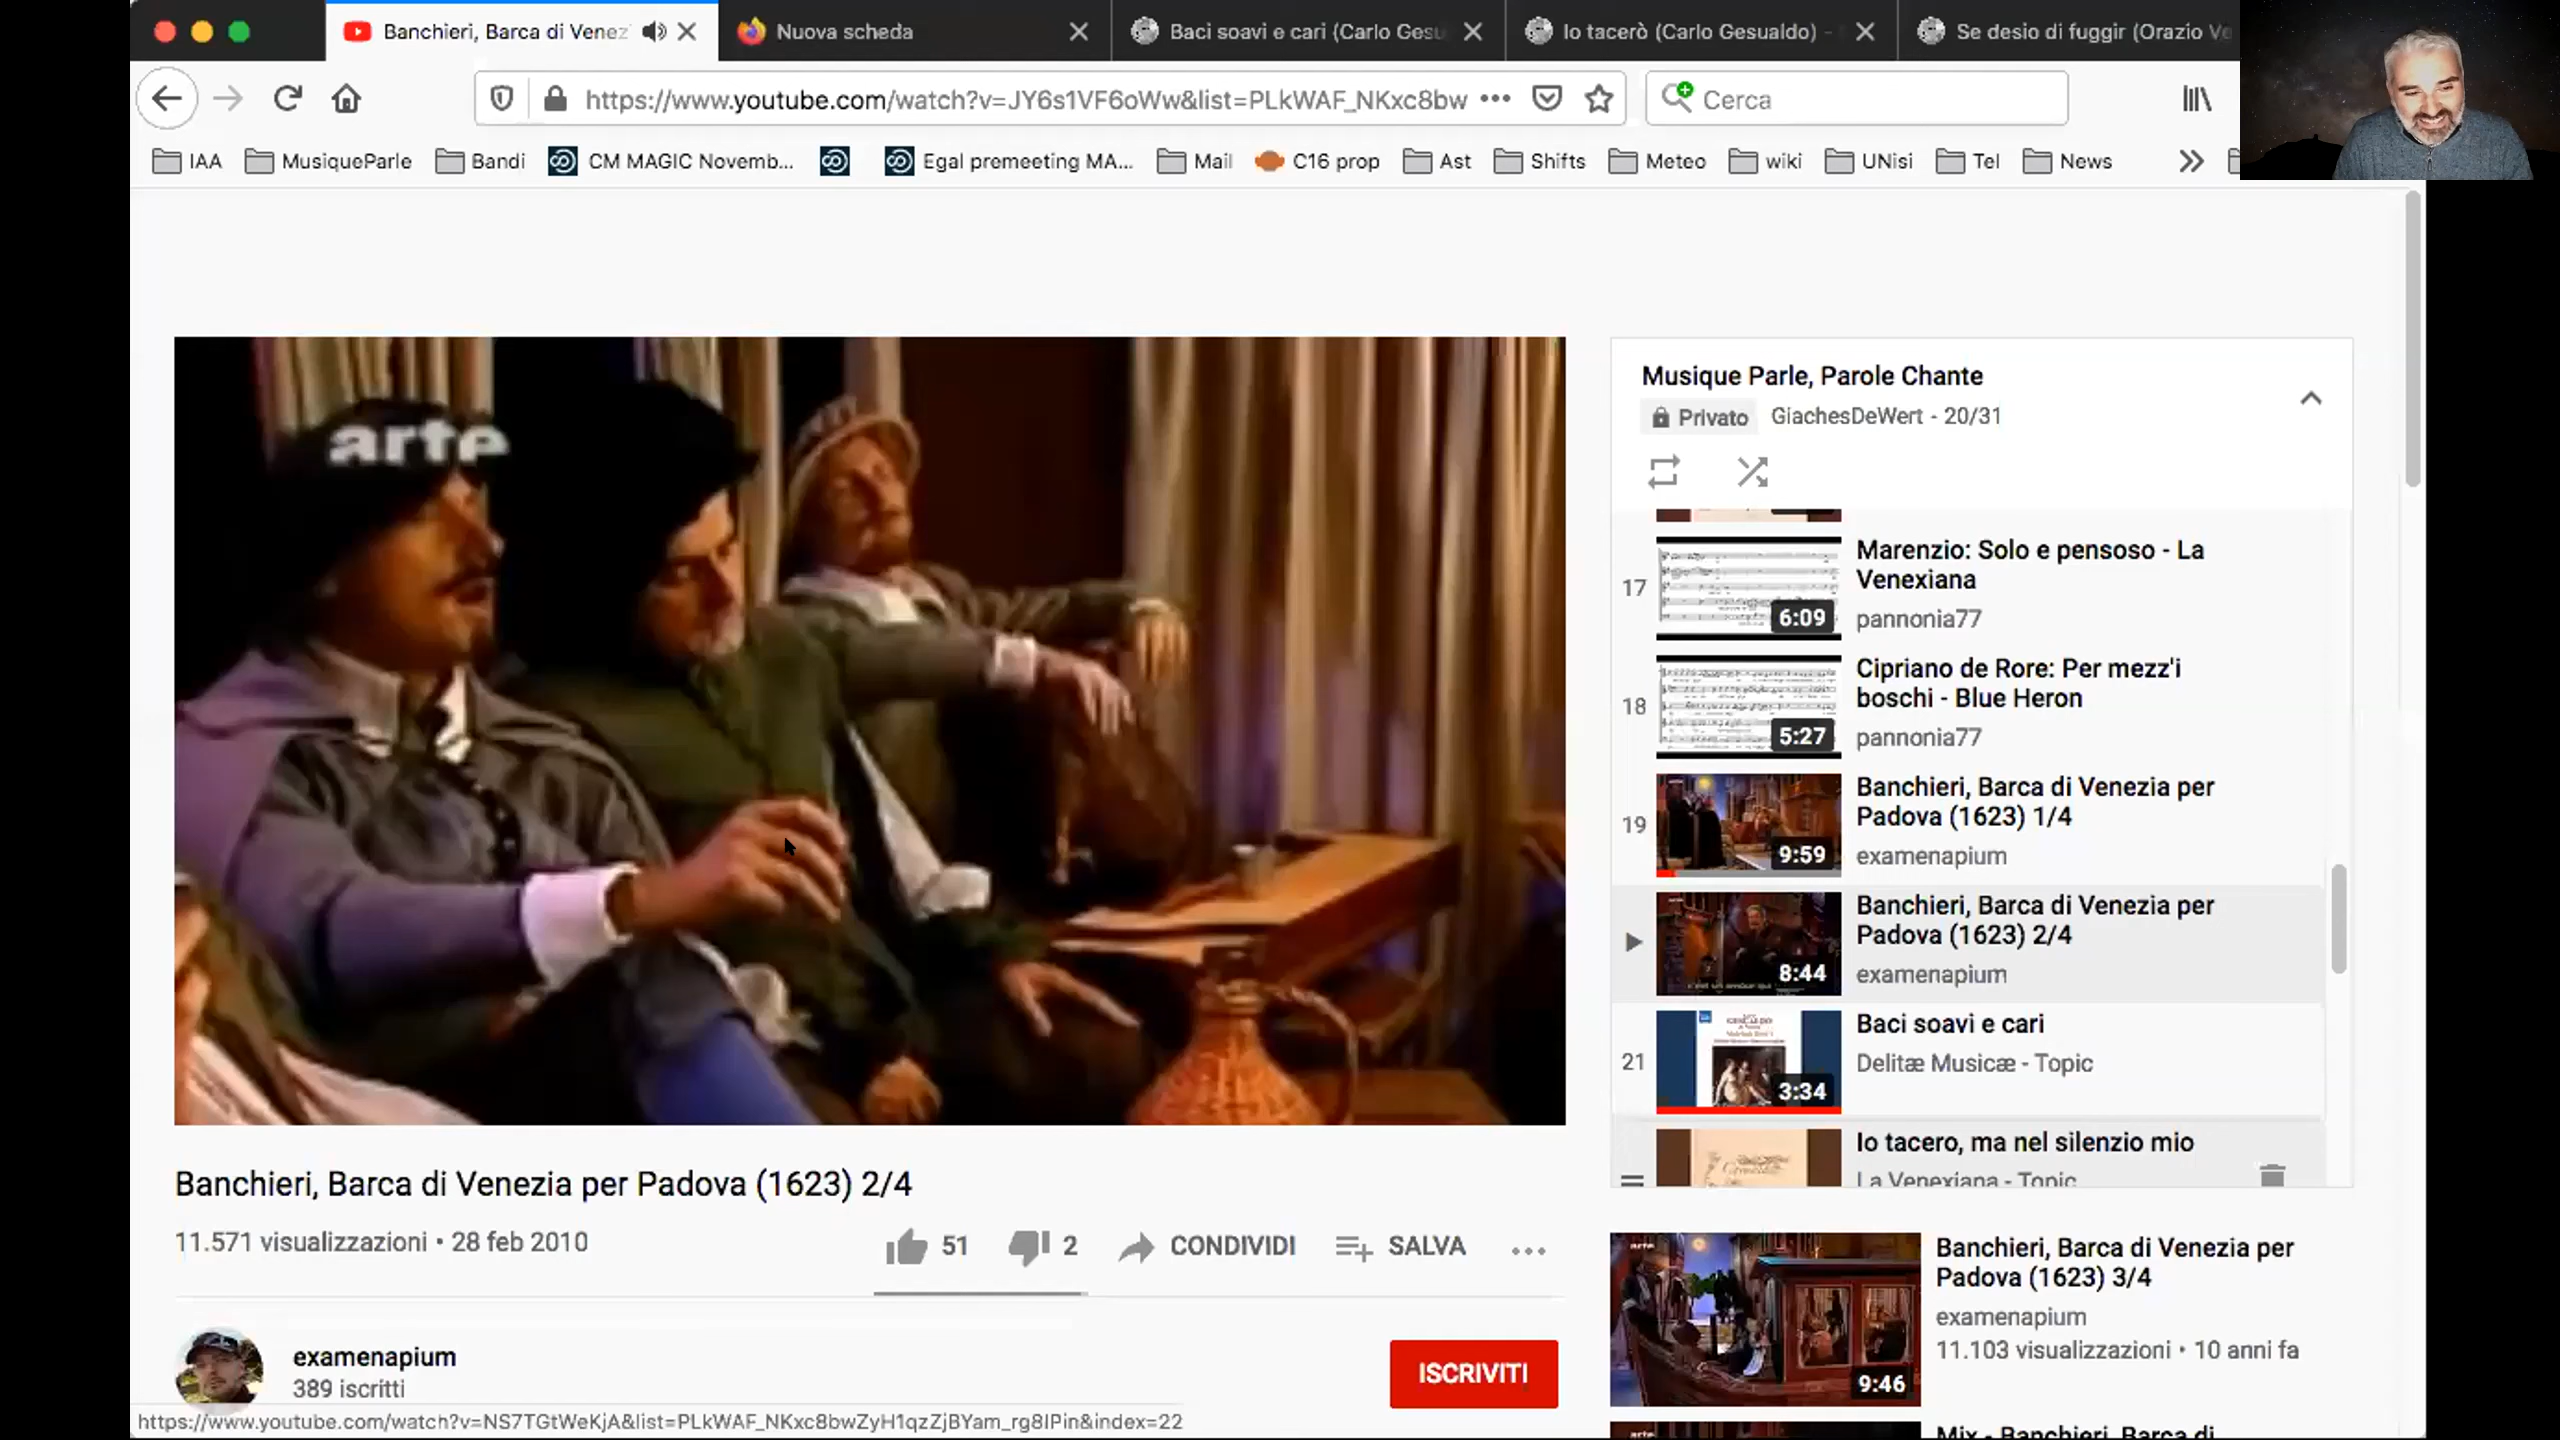 Banchieri, Barca di Venez
Nuova scheda
Baci soavi e cari (Carlo Gesu
Io tacerò (Carlo Gesualdo) -
Se desio di fuggir (Orazio Ve
https://www.youtube.com/watch?v=JY6s1VF6oWw&list=PLkWAF_NKxc8bw
Cerca
IAA
MusiqueParle
Bandi
CM MAGIC Novemb...
Egal premeeting MA...
Mail
C16 prop
Ast
Shifts
Meteo
wiki
UNisi
Tel
News
arte
Musique Parle, Parole Chante
Privato GiachesDeWert - 20/31
17
Marenzio: Solo e pensoso - La
Venexiana
pannonia77
6:09
18
Cipriano de Rore: Per mezz'i
boschi - Blue Heron
pannonia77
5:27
19
Banchieri, Barca di Venezia per
Padova (1623) 1/4
examenapium
9:59
Banchieri, Barca di Venezia per
Padova (1623) 2/4
examenapium
8:44
21
Baci soavi e cari
Delitæ Musicæ - Topic
3:34
Io tacero, ma nel silenzio mio
La Venexiana - Topic
Banchieri, Barca di Venezia per Padova (1623) 2/4
11.571 visualizzazioni • 28 feb 2010
51
2
CONDIVIDI
SALVA
examenapium
389 iscritti
ISCRIVITI
Banchieri, Barca di Venezia per
Padova (1623) 3/4
examenapium
11.103 visualizzazioni • 10 anni fa
9:46
Mix - Banchieri, Barca di
https://www.youtube.com/watch?v=NS7TGtWeKjA&list=PLkWAF_NKxc8bwZyH1qzZjBYam_rg8IPin&index=22